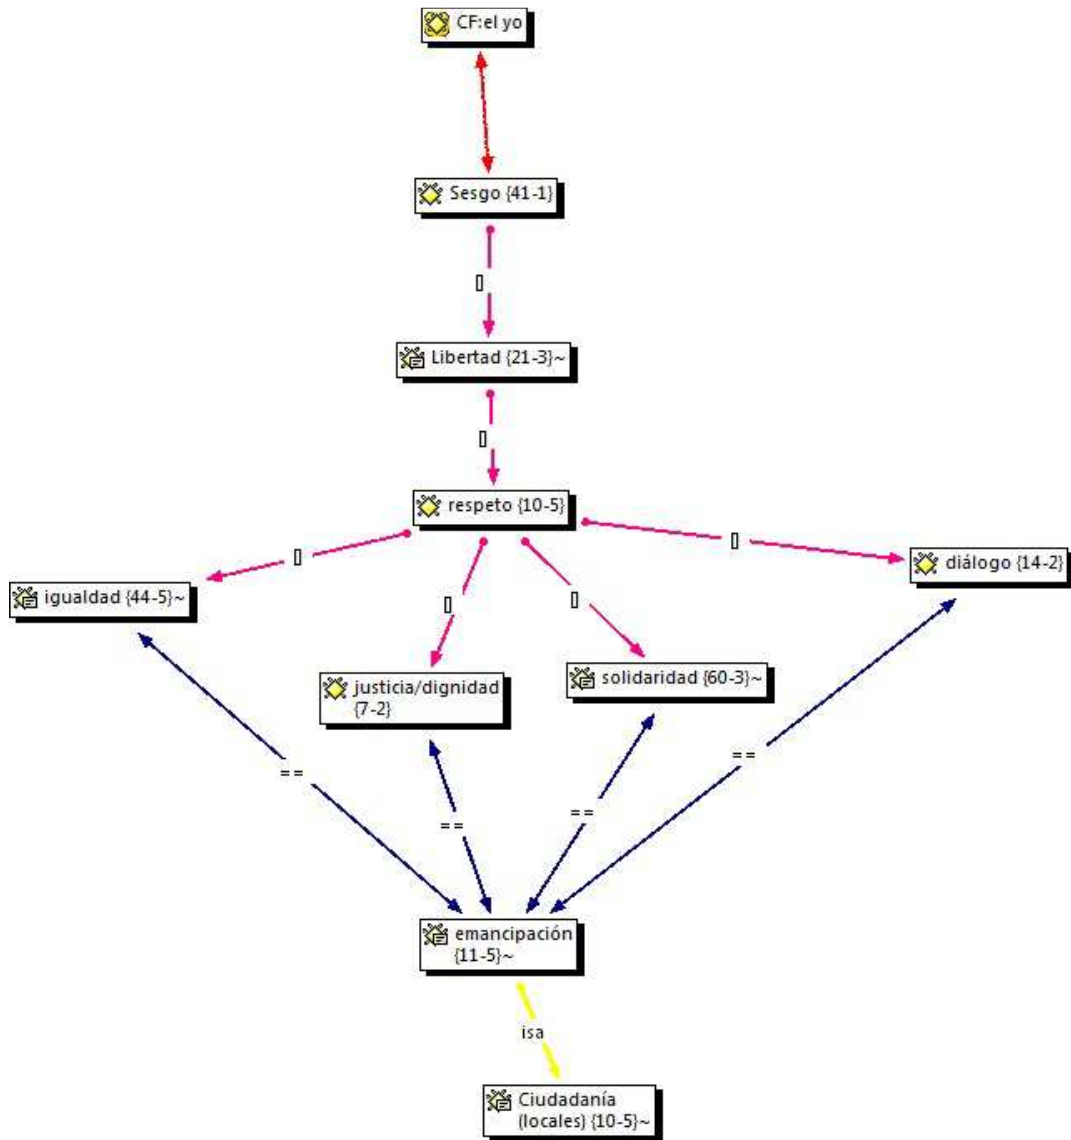 CF:el yo
Sesgo {41-1}
[]
Libertad {21-3}~
[]
respeto {10-5}
[]
[]
[]
[]
igualdad {44-5}~
justicia/dignidad
{7-2}
solidaridad {60-3}~
diálogo {14-2}
==
==
==
==
emancipación
{11-5}~
isa
Ciudadanía
(locales) {10-5}~